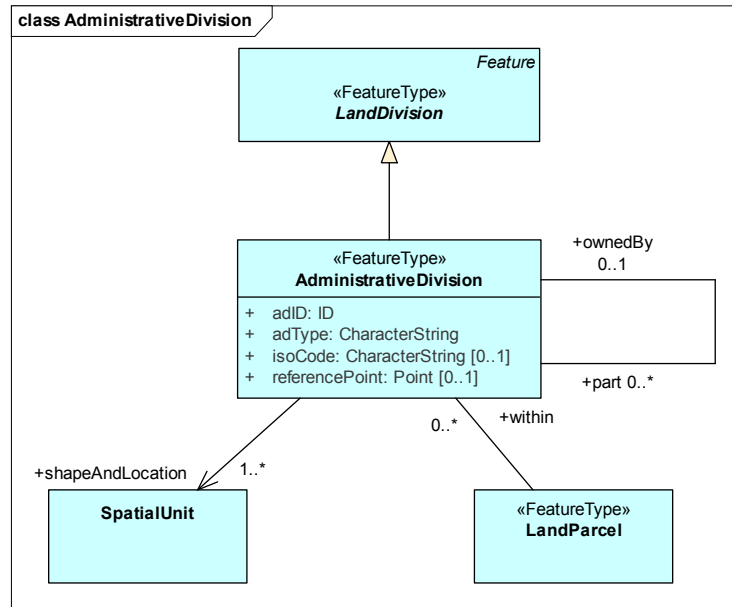 class AdministrativeDivision
Feature
«FeatureType»
LandDivision
«FeatureType»
AdministrativeDivision
+ adID: ID
+ adType: CharacterString
+ isoCode: CharacterString [0..1]
+ referencePoint: Point [0..1]
+ownedBy
0..1
+part 0..*
+within
0..*
+shapeAndLocation
1..*
SpatialUnit
«FeatureType»
LandParcel